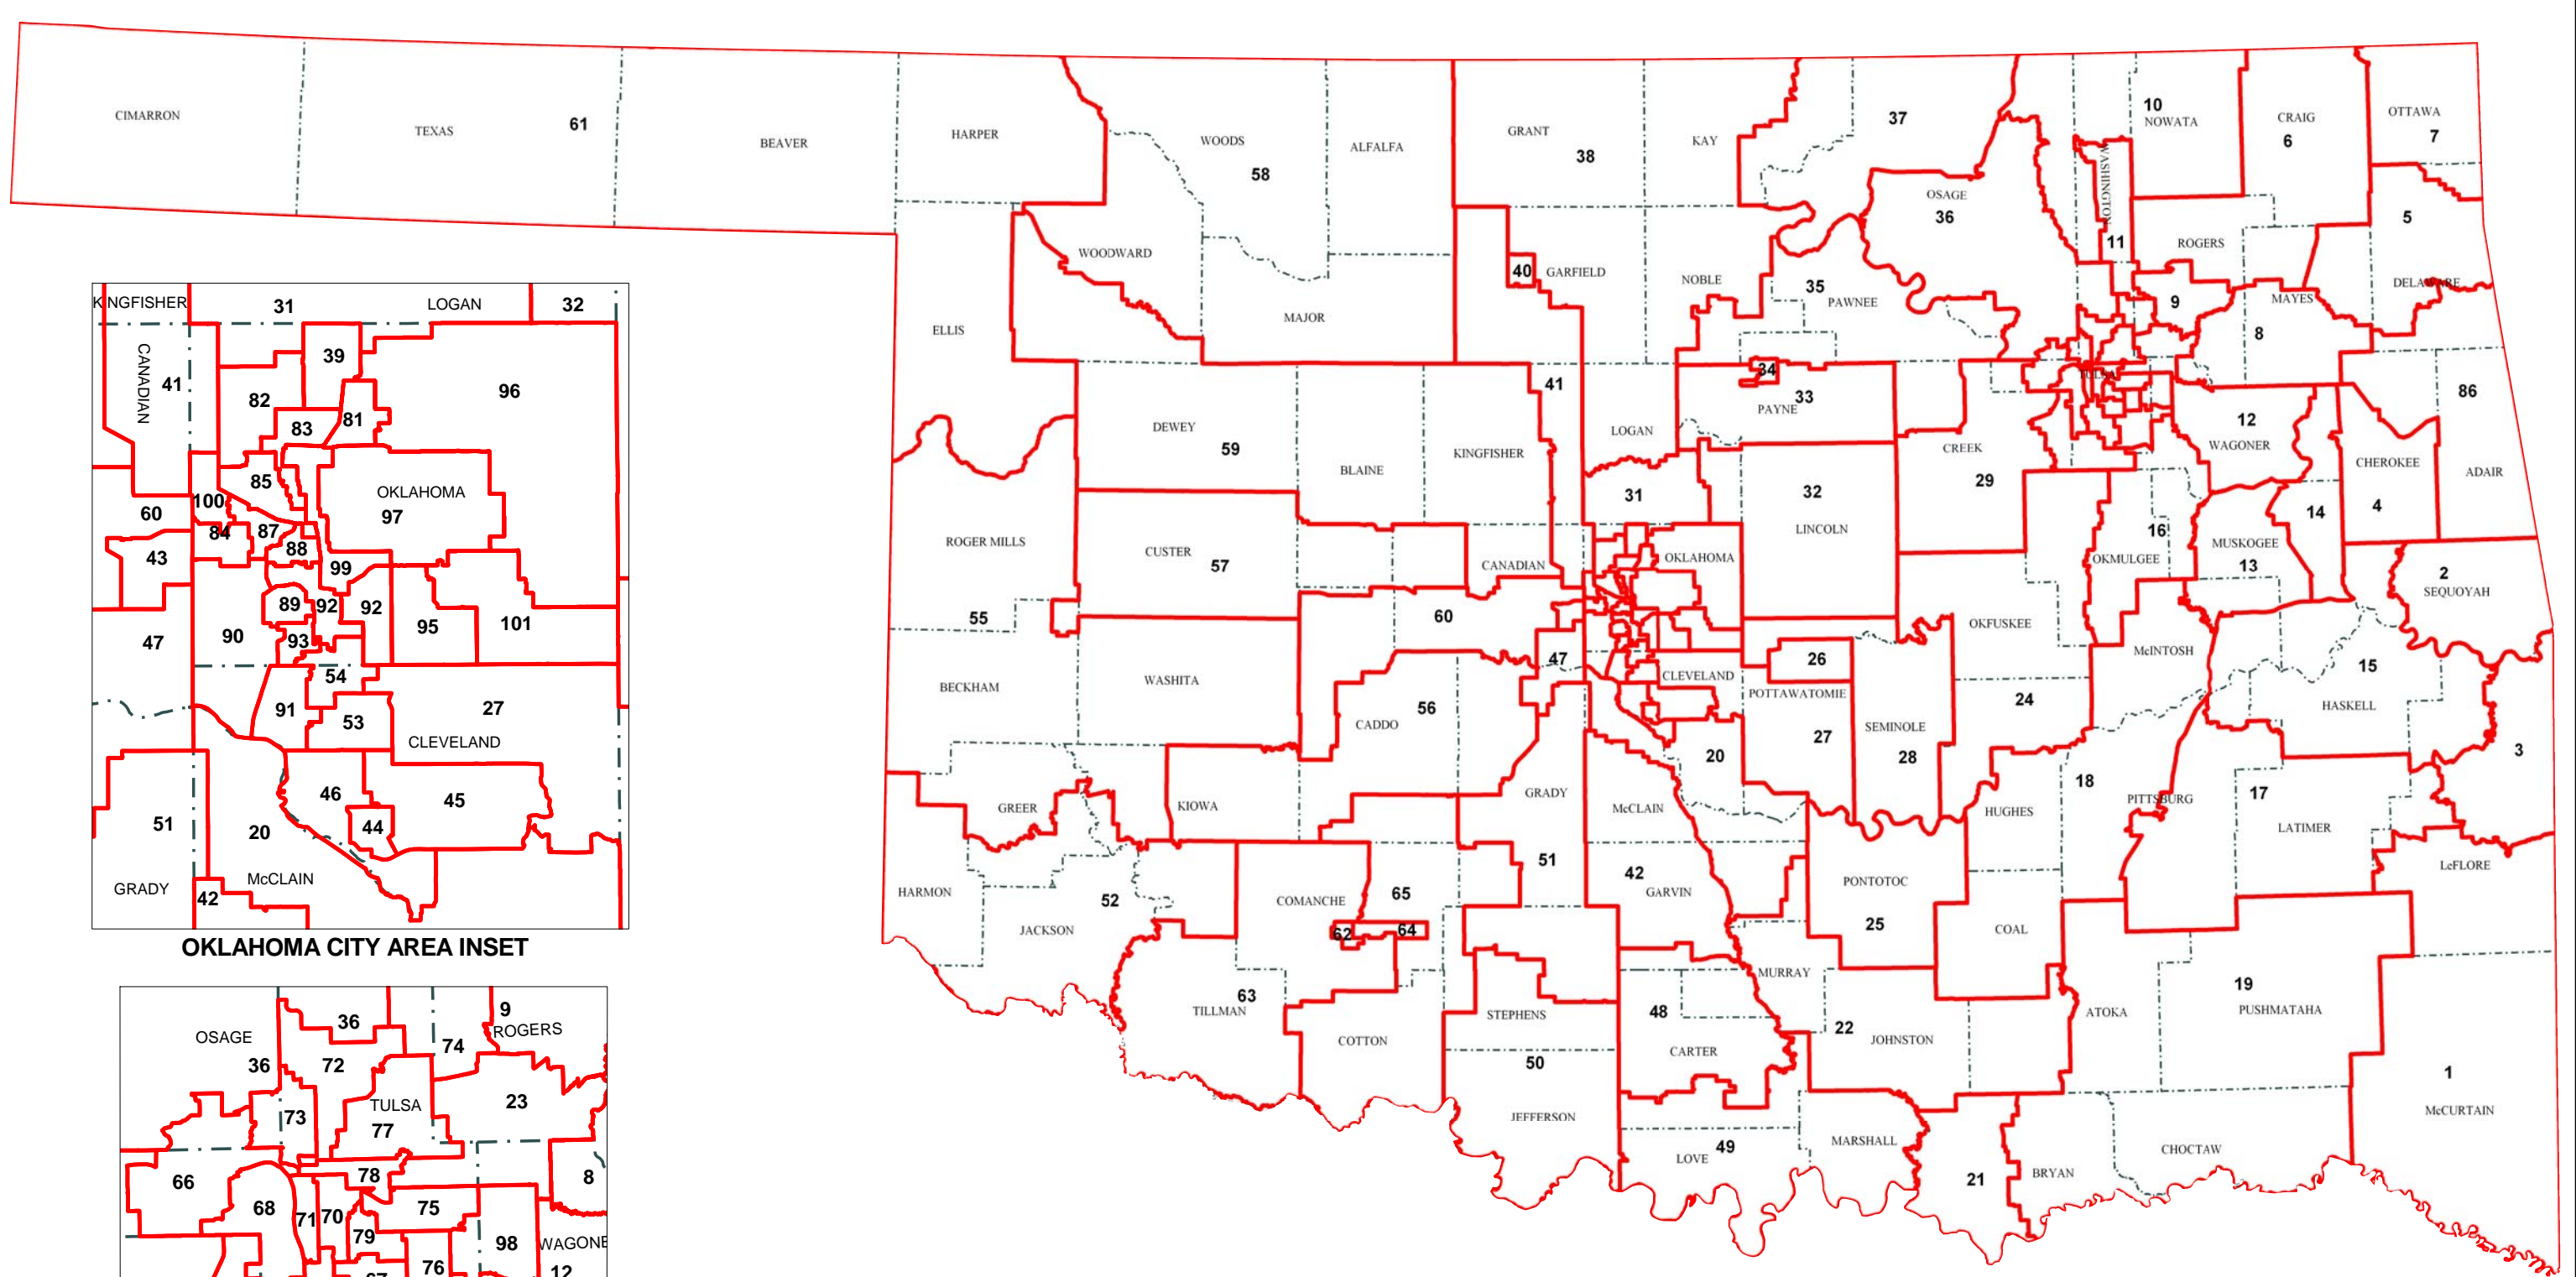 CIMARRON
TEXAS
61
BEAVER
HARPER
WOODS
58
ALFALFA
GRANT
38
KAY
37
10
NOWATA
CRAIG
6
OTTAWA
7
WASHINGTON
OSAGE
36
5
11
ROGERS
DELAWARE
WOODWARD
40
GARFIELD
NOBLE
35
PAWNEE
9
MAYES
8
ELLIS
MAJOR
41
34
33
PAYNE
TULSA
86
DEWEY
59
BLAINE
KINGFISHER
LOGAN
CREEK
29
12
WAGONER
CHEROKEE
4
ADAIR
31
32
LINCOLN
14
16
OKMULGEE
MUSKOGEE
13
ROGER MILLS
CUSTER
57
CANADIAN
OKLAHOMA
2
SEQUOYAH
55
60
OKFUSKEE
McINTOSH
15
HASKELL
47
26
CLEVELAND
POTTAWATOMIE
BECKHAM
WASHITA
56
CADDO
27
SEMINOLE
28
24
20
3
18
PITTSBURG
17
LATIMER
GREER
KIOWA
GRADY
McCLAIN
HUGHES
51
42
GARVIN
PONTOTOC
25
LeFLORE
HARMON
52
JACKSON
COMANCHE
65
62
64
COAL
63
TILLMAN
COTTON
STEPHENS
50
JEFFERSON
48
CARTER
MURRAY
22
JOHNSTON
ATOKA
19
PUSHMATAHA
1
McCURTAIN
LOVE
49
MARSHALL
21
BRYAN
CHOCTAW
KINGFISHER
31
LOGAN
32
CANADIAN
41
39
82
96
81
83
85
100
OKLAHOMA
97
60
84
87
88
43
99
89
92
92
95
101
47
90
93
54
91
53
27
CLEVELAND
46
45
44
51
20
GRADY
42
McCLAIN
OKLAHOMA CITY AREA INSET
OSAGE
36
36
72
74
9
ROGERS
73
TULSA
77
23
66
78
8
68
71
70
75
79
98
WAGONE
76
12
67